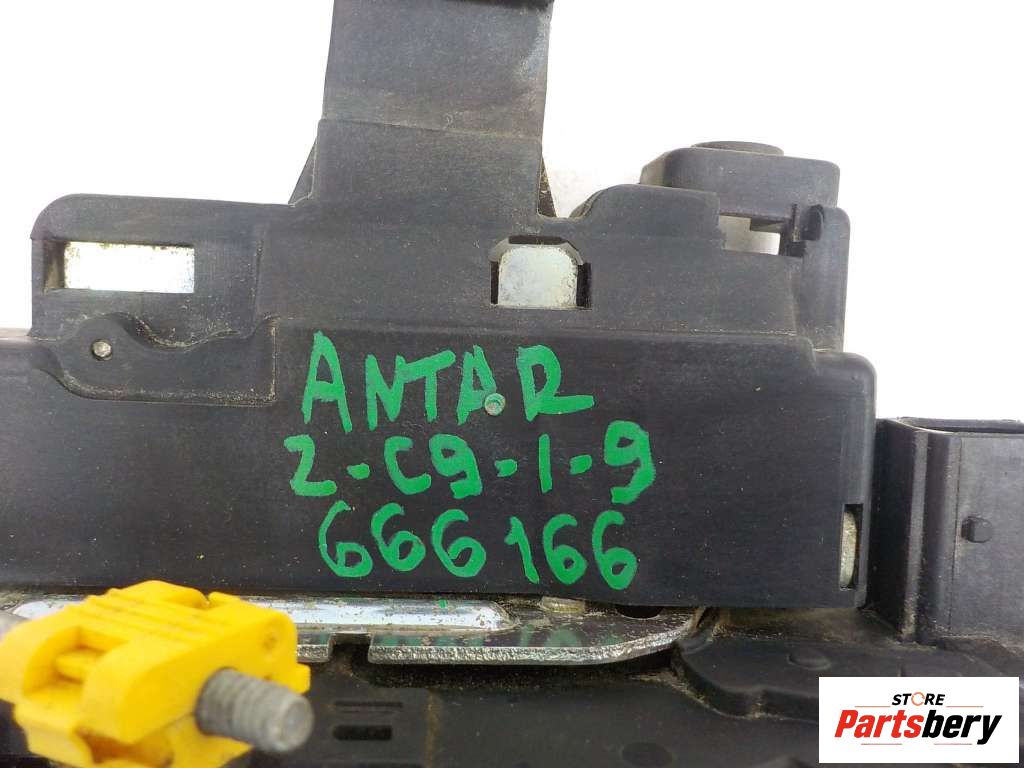 ANTAR
2-C9-1-9
666166
STORE
Partsbery